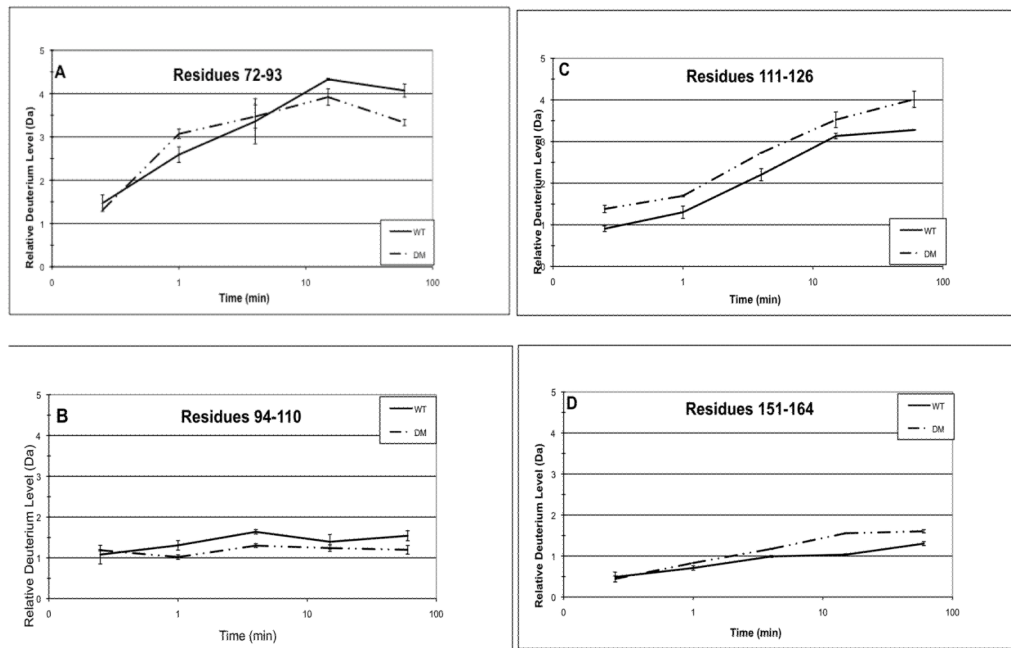 A
Residues 72-93
Relative Deuterium Level (Da)
5
4
3
2
1
0
0
1
10
100
Time (min)
WT
DM
C
Residues 111-126
Relative Deuterium Level (Da)
5
4
3
2
1
0
0
1
10
100
Time (min)
WT
DM
B
Residues 94-110
Relative Deuterium Level (Da)
5
4
3
2
1
0
0
1
10
100
Time (min)
WT
DM
D
Residues 151-164
Relative Deuterium Level (Da)
5
4
3
2
1
0
0
1
10
100
Time (min)
WT
DM